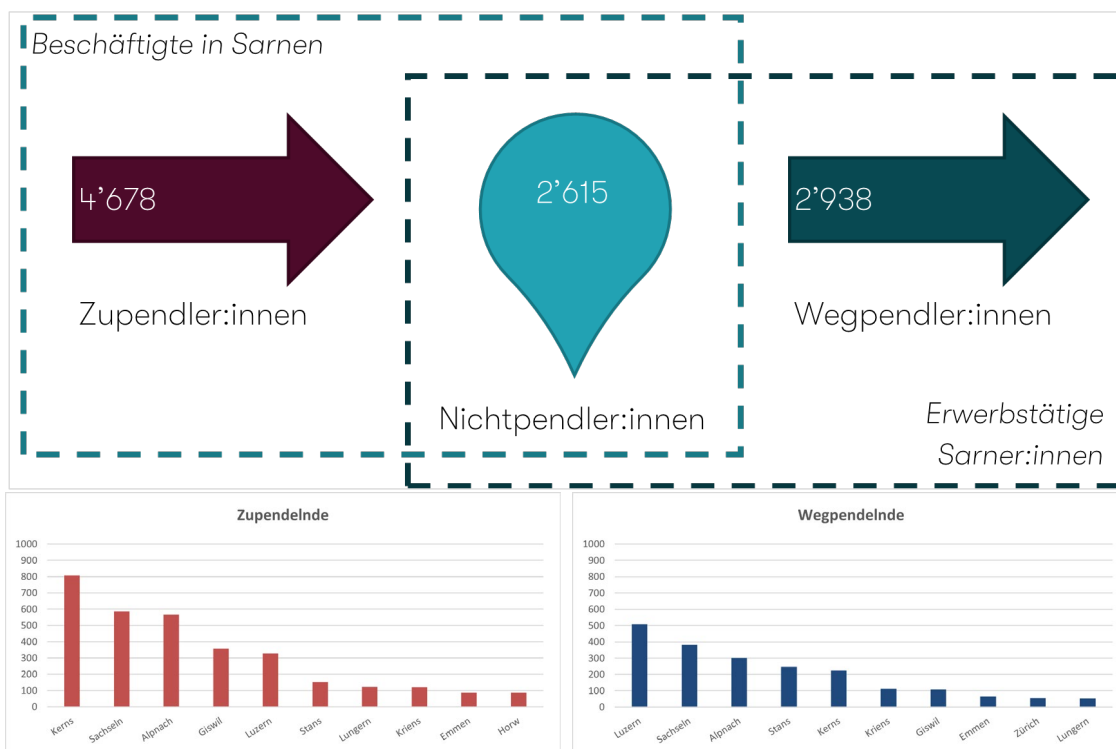 Beschäftigte in Sarnen
4’678
2’615
2’938
Zupendler:innen
Wegpendler:innen
Nichtpendler:innen
Erwerbstätige
Sarner:innen
Zupendelnde
1000
900
800
700
600
500
400
300
200
100
0
Kerns
Sachseln
Alpnach
Giswil
Luzern
Stans
Lungern
Kriens
Emmen
Horw
Wegpendelnde
1000
900
800
700
600
500
400
300
200
100
0
Luzern
Sachseln
Alpnach
Stans
Kerns
Kriens
Giswil
Emmen
Zürich
Lungern